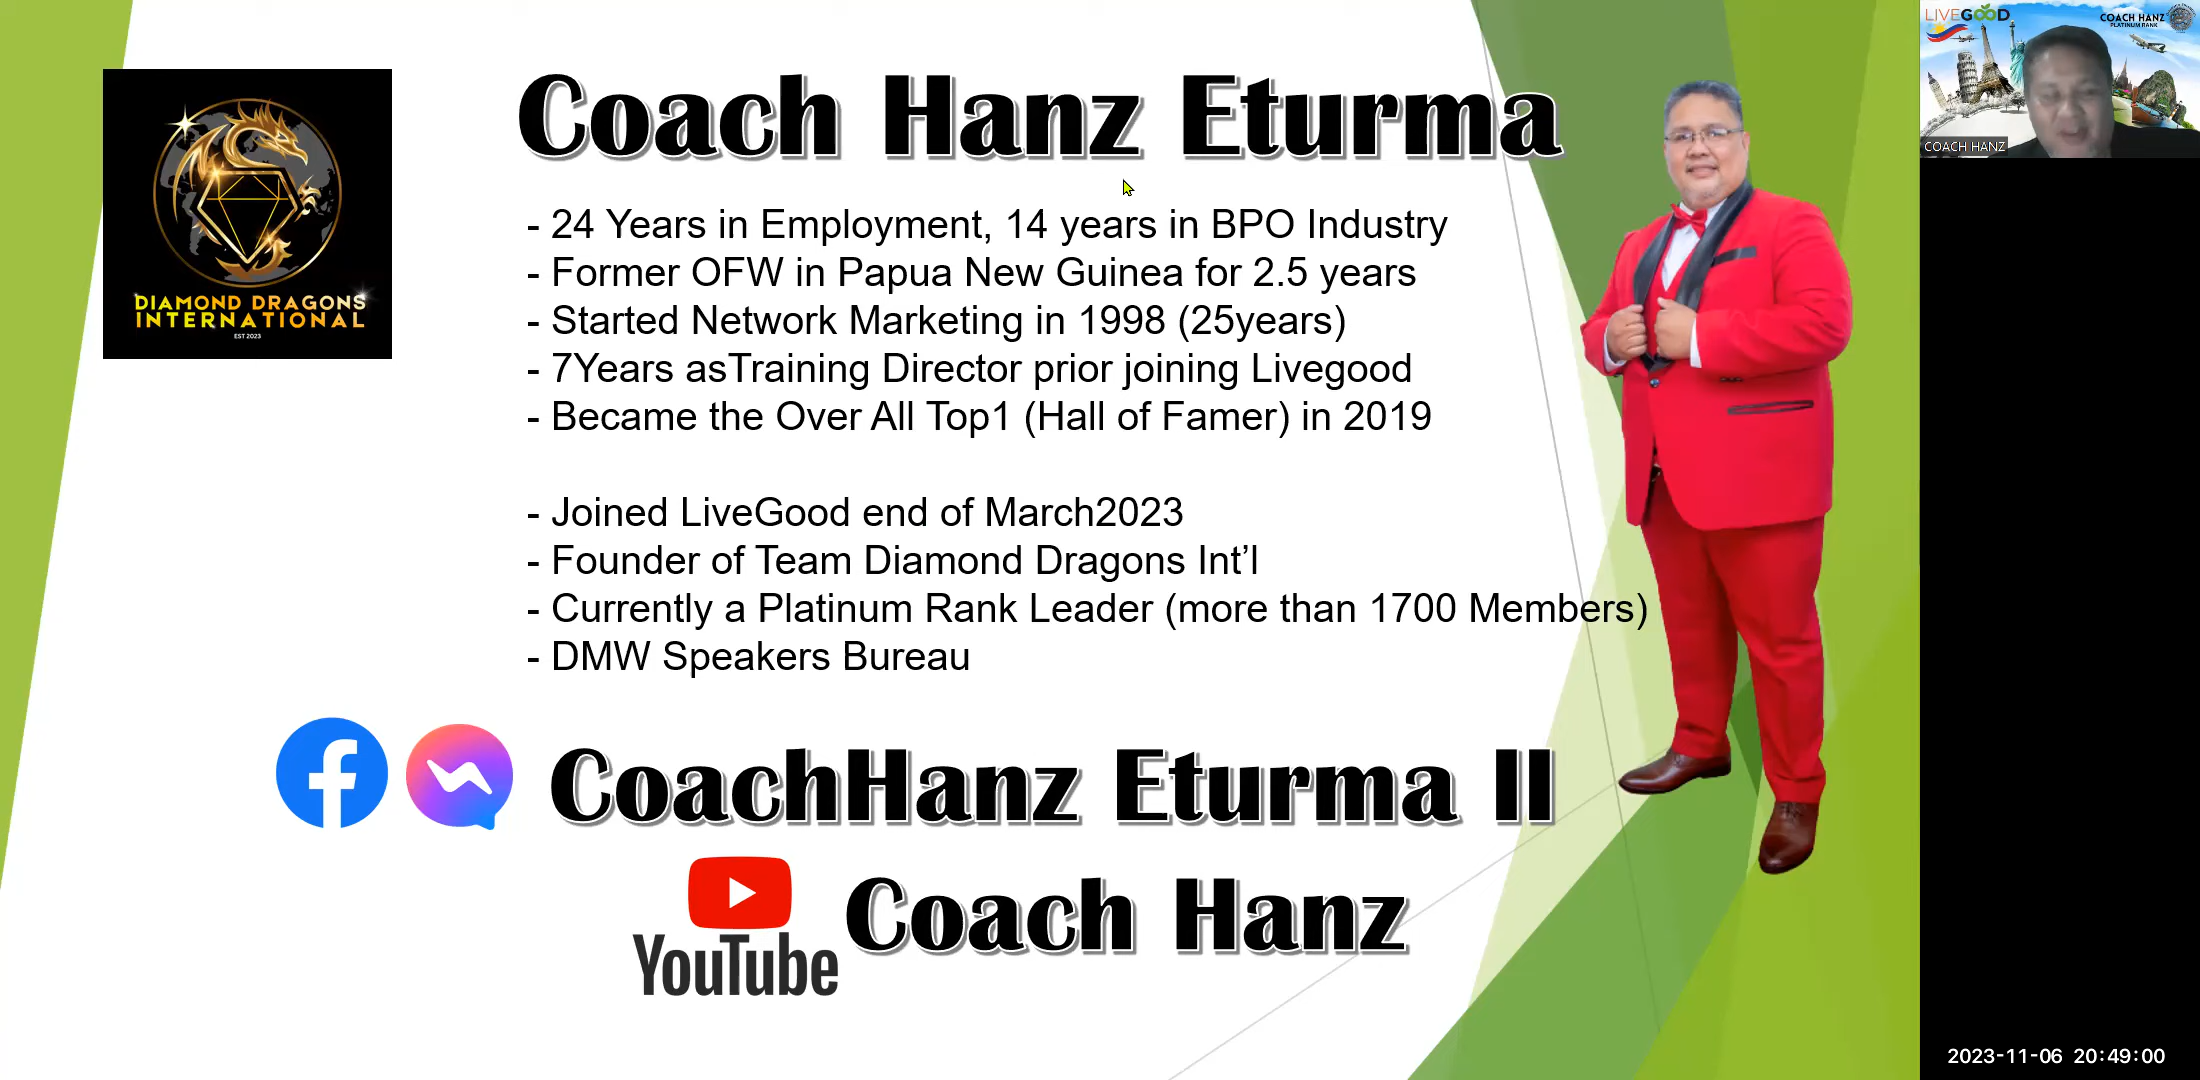 Coach Hanz Eturma
DIAMOND DRAGONS
INTERNATIONAL
EST 2023
- 24 Years in Employment, 14 years in BPO Industry
- Former OFW in Papua New Guinea for 2.5 years
- Started Network Marketing in 1998 (25years)
- 7Years asTraining Director prior joining Livegood
- Became the Over All Top1 (Hall of Famer) in 2019
- Joined LiveGood end of March2023
- Founder of Team Diamond Dragons Int'l
- Currently a Platinum Rank Leader (more than 1700 Members)
- DMW Speakers Bureau
CoachHanz Eturma II
YouTube
Coach Hanz
LIVEGOOD
COACH HANZ
PLATINUM RANK
COACH HANZ
2023-11-06 20:49:00